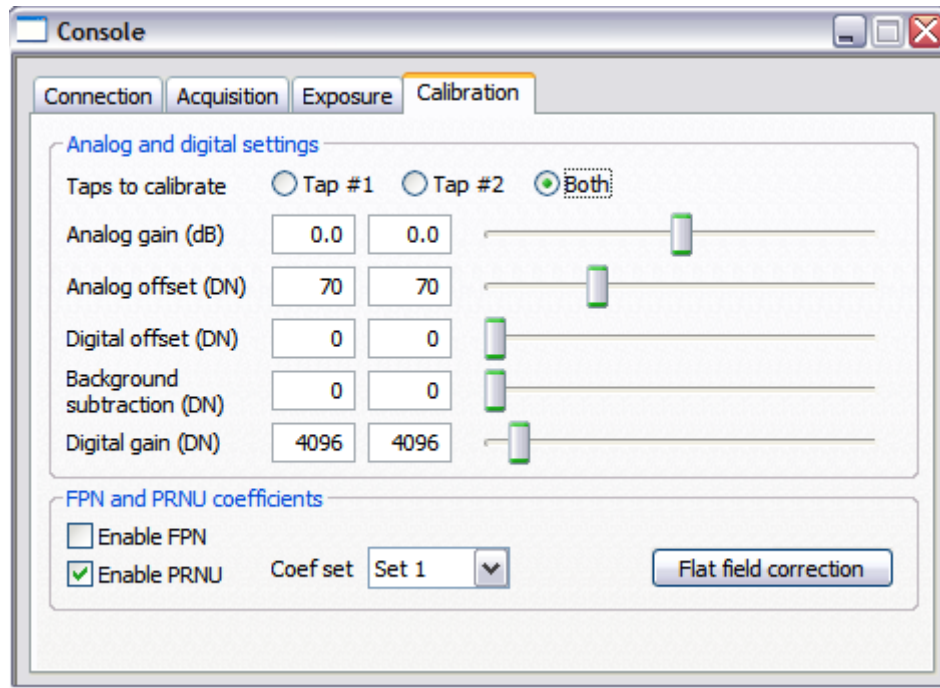 Console
Connection Acquisition Exposure Calibration
Analog and digital settings
Taps to calibrate Tap #1 Tap #2 Both
Analog gain (dB) 0.0 0.0
Analog offset (DN) 70 70
Digital offset (DN) 0 0
Background
subtraction (DN) 0 0
Digital gain (DN) 4096 4096
FPN and PRNU coefficients
Enable FPN
Enable PRNU Coef set Set 1 Flat field correction